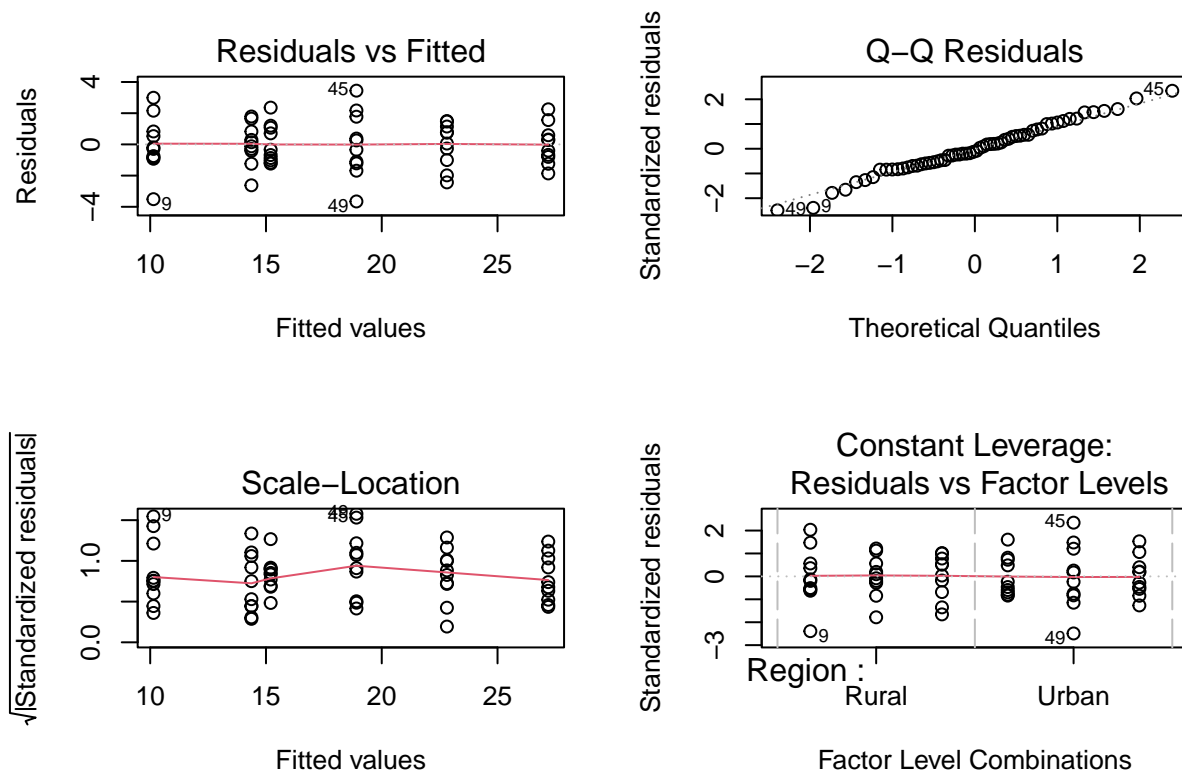 Residuals vs Fitted
Residuals
4
0
−4
45
9
49
10 15 20 25
Fitted values
Q−Q Residuals
Standardized residuals
2
0
−2
45
49 9
−2 −1 0 1 2
Theoretical Quantiles
Scale−Location
√|Standardized residuals|
1.0
0.0
9
10 15 20 25
Fitted values
Constant Leverage:
Residuals vs Factor Levels
Standardized residuals
2
0
−3
45
9
49
Region :
Rural Urban
Factor Level Combinations